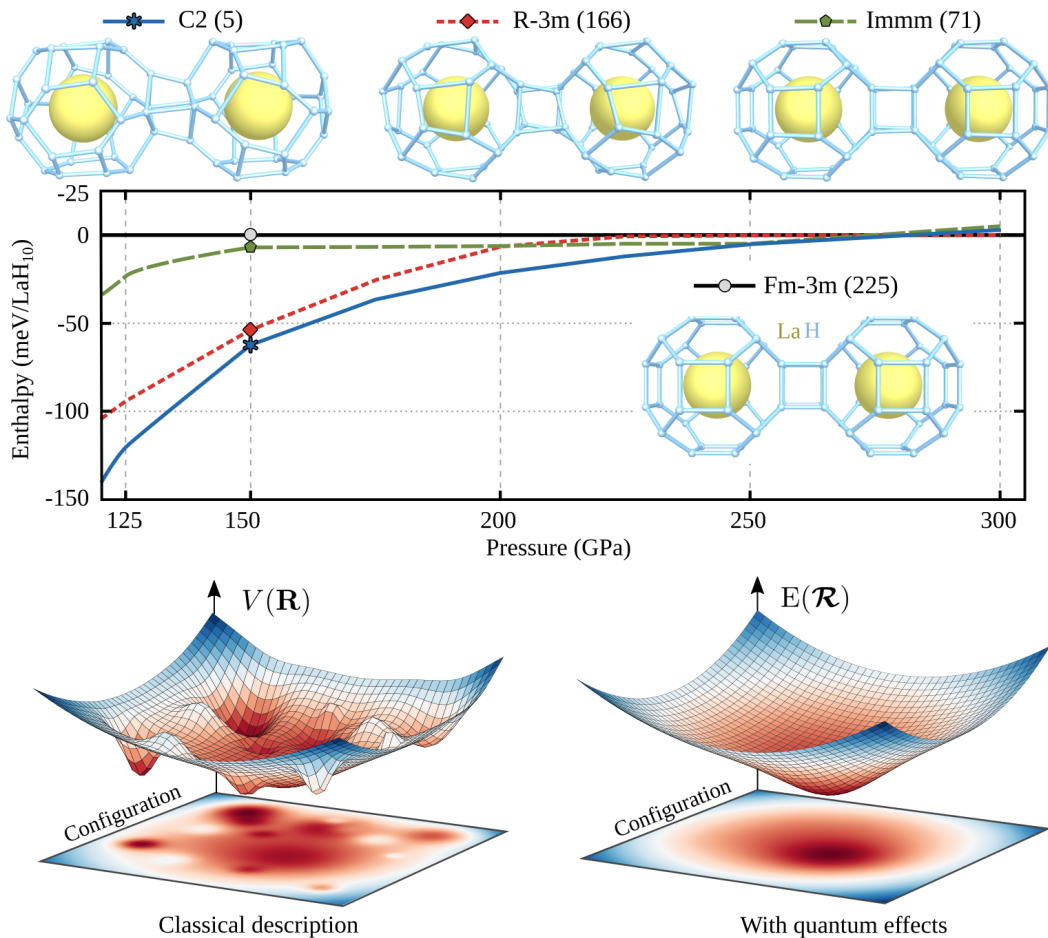 C2 (5)
R-3m (166)
Immm (71)
-25
0
-50
-100
-150
Enthalpy (meV/LaH₁₀)
Fm-3m (225)
La H
125
150
200
250
300
Pressure (GPa)
V(R)
E(𝓡)
Configuration
Configuration
Classical description
With quantum effects